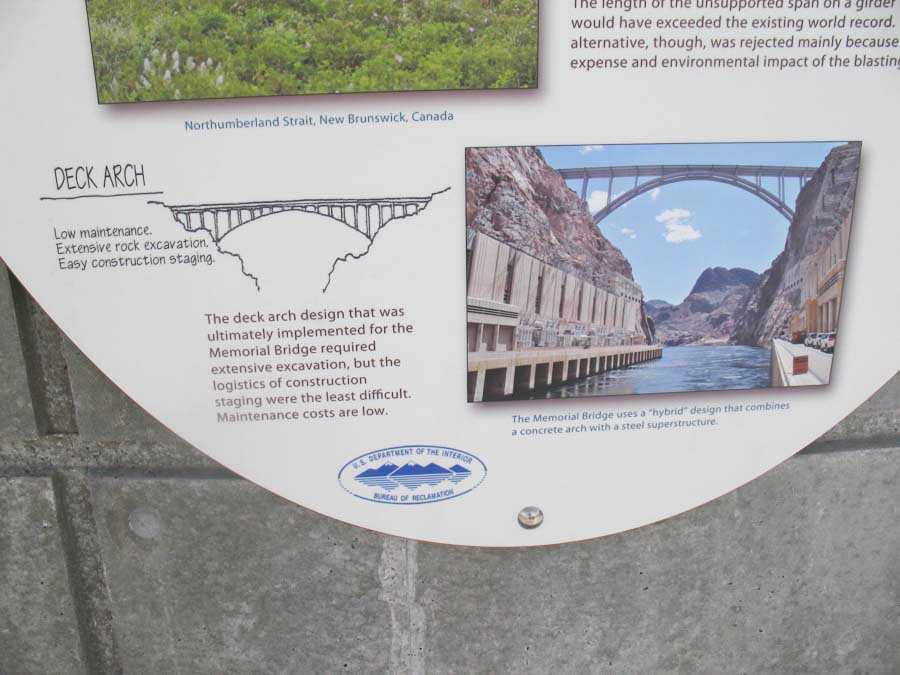 The length of the unsupported span on a girder
would have exceeded the existing world record.
alternative, though, was rejected mainly because
expense and environmental impact of the blasting
Northumberland Strait, New Brunswick, Canada
DECK ARCH
Low maintenance.
Extensive rock excavation.
Easy construction staging.
The deck arch design that was
ultimately implemented for the
Memorial Bridge required
extensive excavation, but the
logistics of construction
staging were the least difficult.
Maintenance costs are low.
The Memorial Bridge uses a "hybrid" design that combines
a concrete arch with a steel superstructure.
U.S. DEPARTMENT OF THE INTERIOR
BUREAU OF RECLAMATION